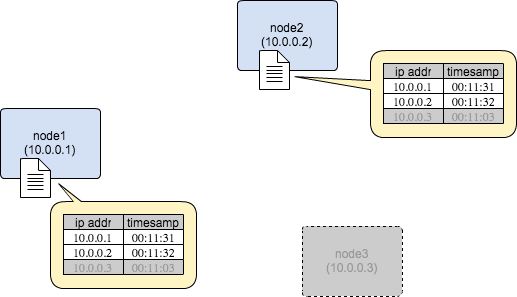 node2
(10.0.0.2)
ip addr timesamp
10.0.0.1 00:11:31
10.0.0.2 00:11:32
10.0.0.3 00:11:03
node1
(10.0.0.1)
ip addr timesamp
10.0.0.1 00:11:31
10.0.0.2 00:11:32
10.0.0.3 00:11:03
node3
(10.0.0.3)